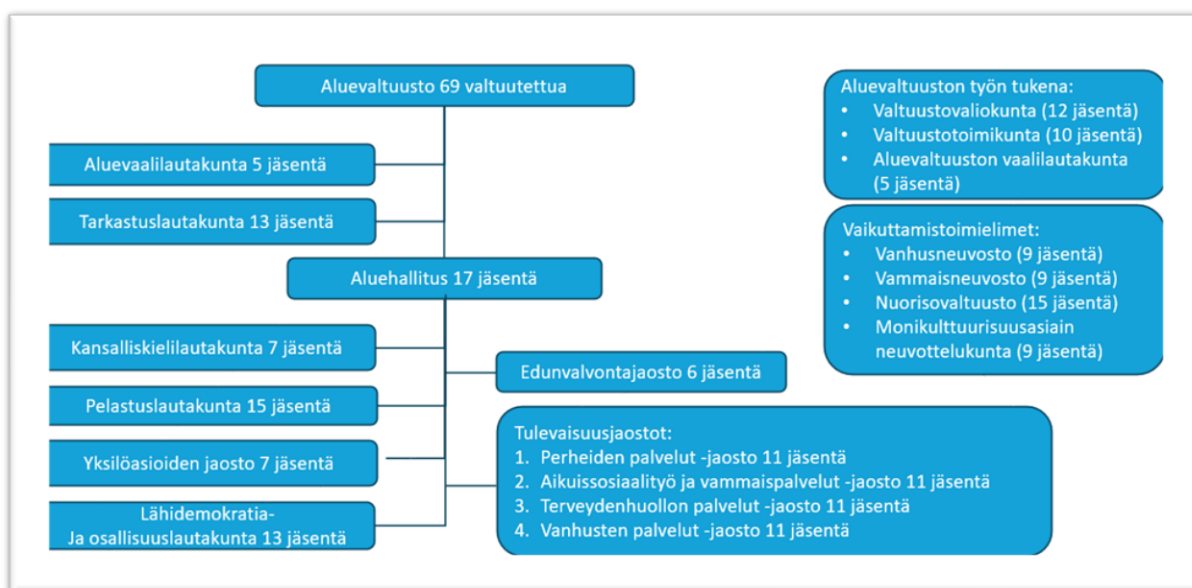 Aluevaltuusto 69 valtuutettua
Aluevaalilautakunta 5 jäsentä
Tarkastuslautakunta 13 jäsentä
Aluehallitus 17 jäsentä
Kansalliskielilautakunta 7 jäsentä
Edunvalvontajaosto 6 jäsentä
Pelastuslautakunta 15 jäsentä
Yksilöasioiden jaosto 7 jäsentä
Lähidemokratia-
Ja osallisuuslautakunta 13 jäsentä
Tulevaisuusjaostot:
1. Perheiden palvelut -jaosto 11 jäsentä
2. Aikuissosiaalityö ja vammaispalvelut -jaosto 11 jäsentä
3. Terveydenhuollon palvelut -jaosto 11 jäsentä
4. Vanhusten palvelut -jaosto 11 jäsentä
Aluevaltuuston työn tukena:
• Valtuustovaliokunta (12 jäsentä)
• Valtuustotoimikunta (10 jäsentä)
• Aluevaltuuston vaalilautakunta
(5 jäsentä)
Vaikuttamistoimielimet:
• Vanhusneuvosto (9 jäsentä)
• Vammaisneuvosto (9 jäsentä)
• Nuorisovaltuusto (15 jäsentä)
• Monikulttuurisuusasiain
neuvottelukunta (9 jäsentä)